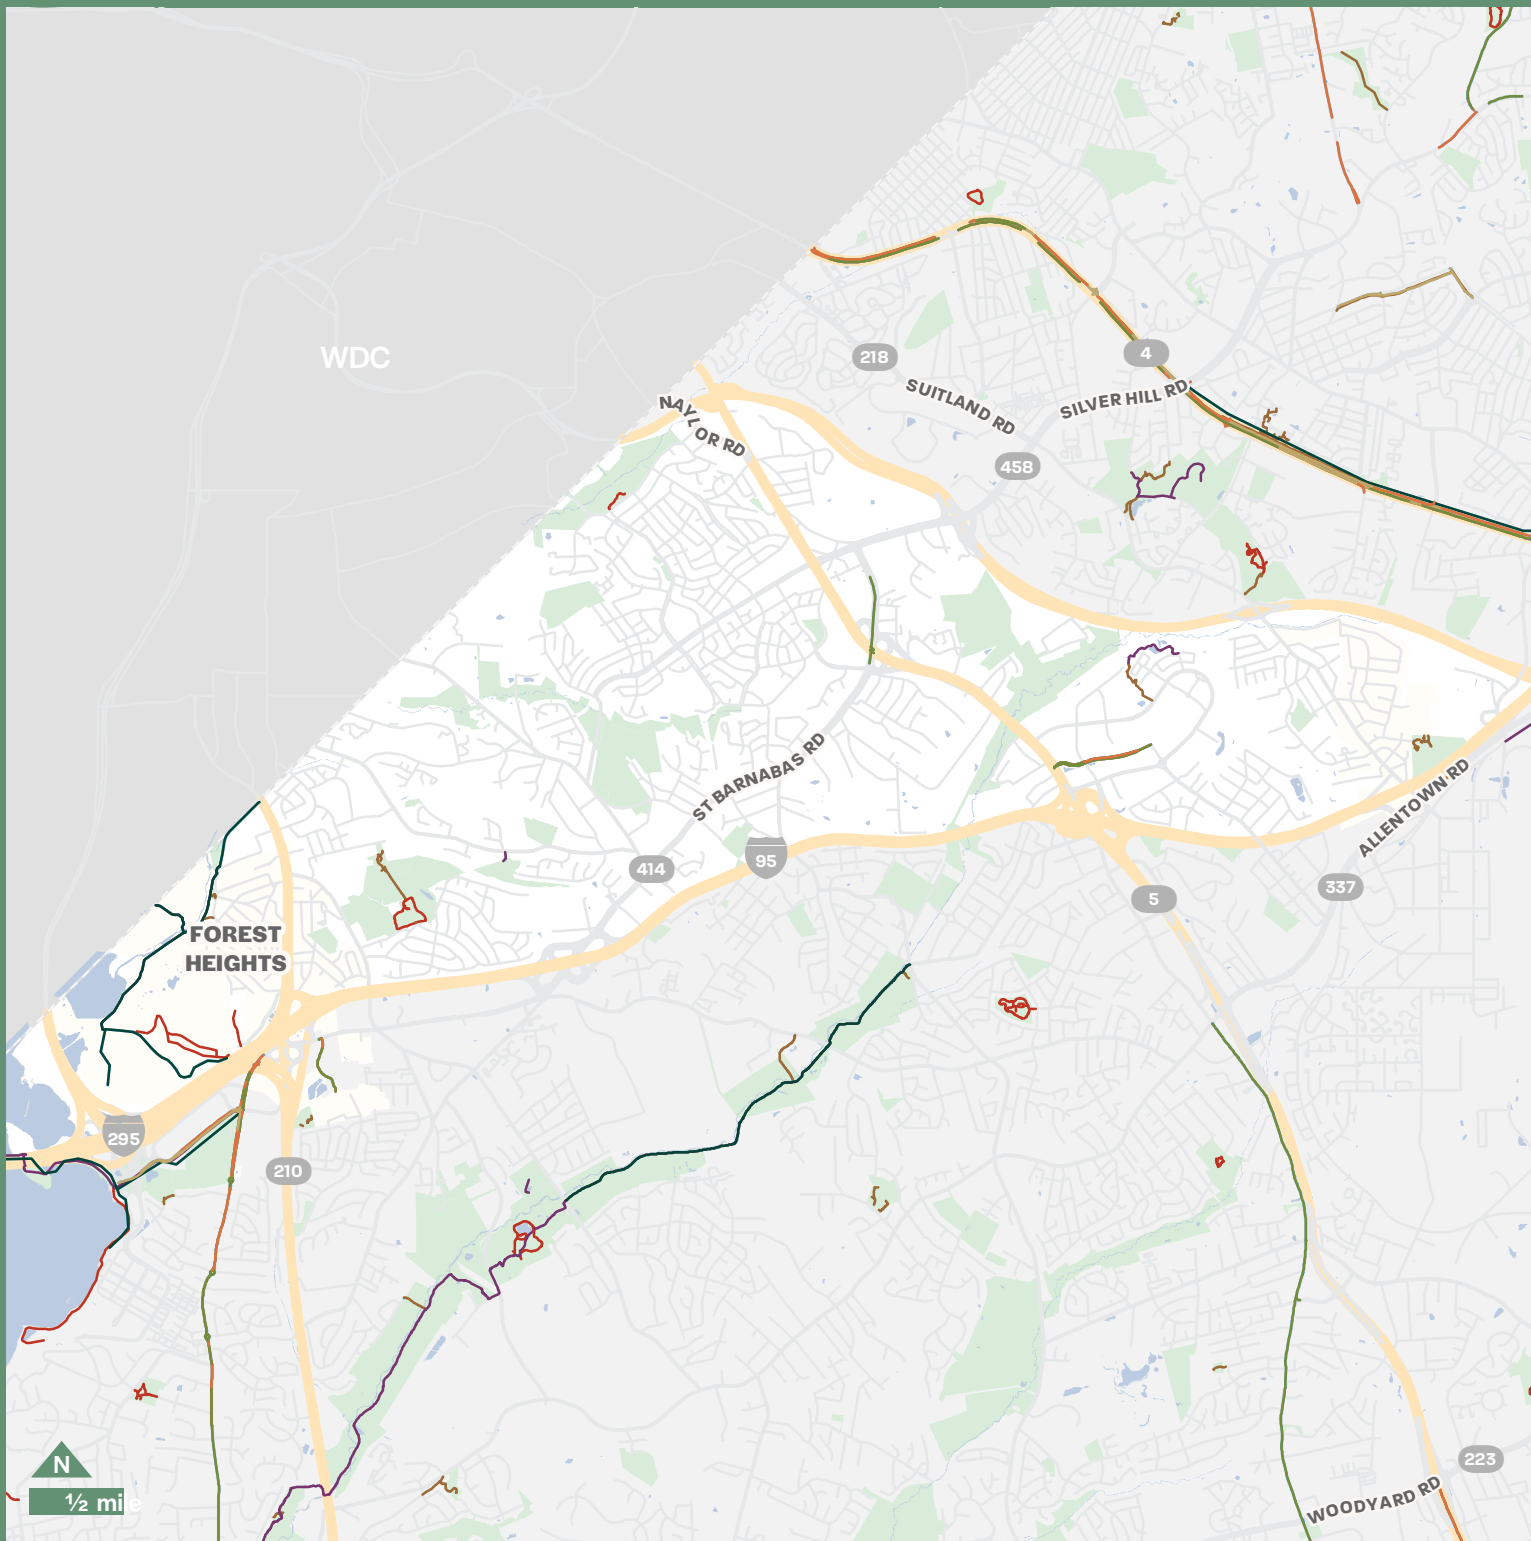 WDC
218
4
SUITLAND RD
SILVER HILL RD
NAYLOR RD
458
ST BARNABAS RD
414
95
ALLENTOWN RD
337
5
FOREST
HEIGHTS
295
210
N
½ mile
223
WOODYARD RD